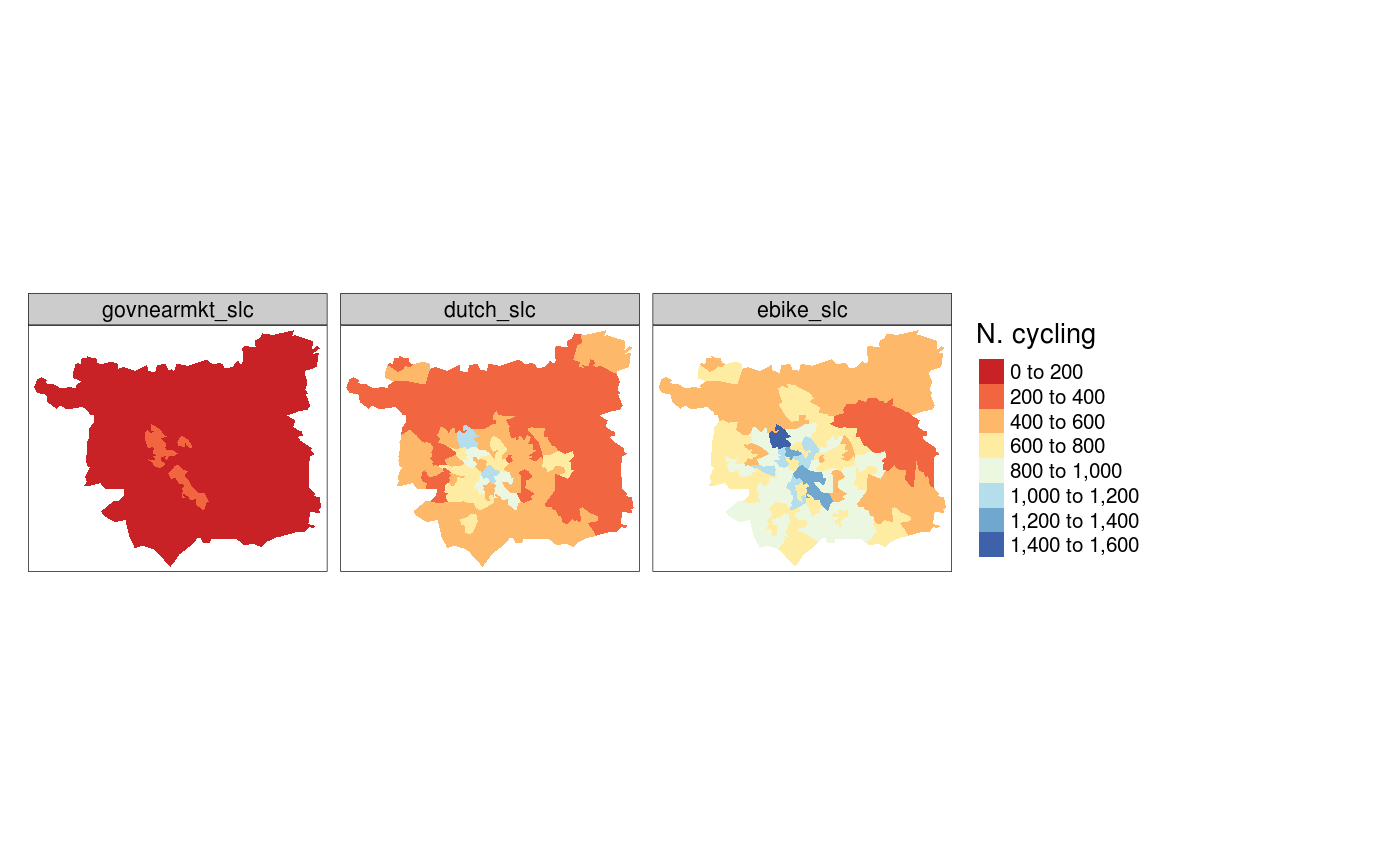 govnearmkt_slc
dutch_slc
ebike_slc
N. cycling
0 to 200
200 to 400
400 to 600
600 to 800
800 to 1,000
1,000 to 1,200
1,200 to 1,400
1,400 to 1,600